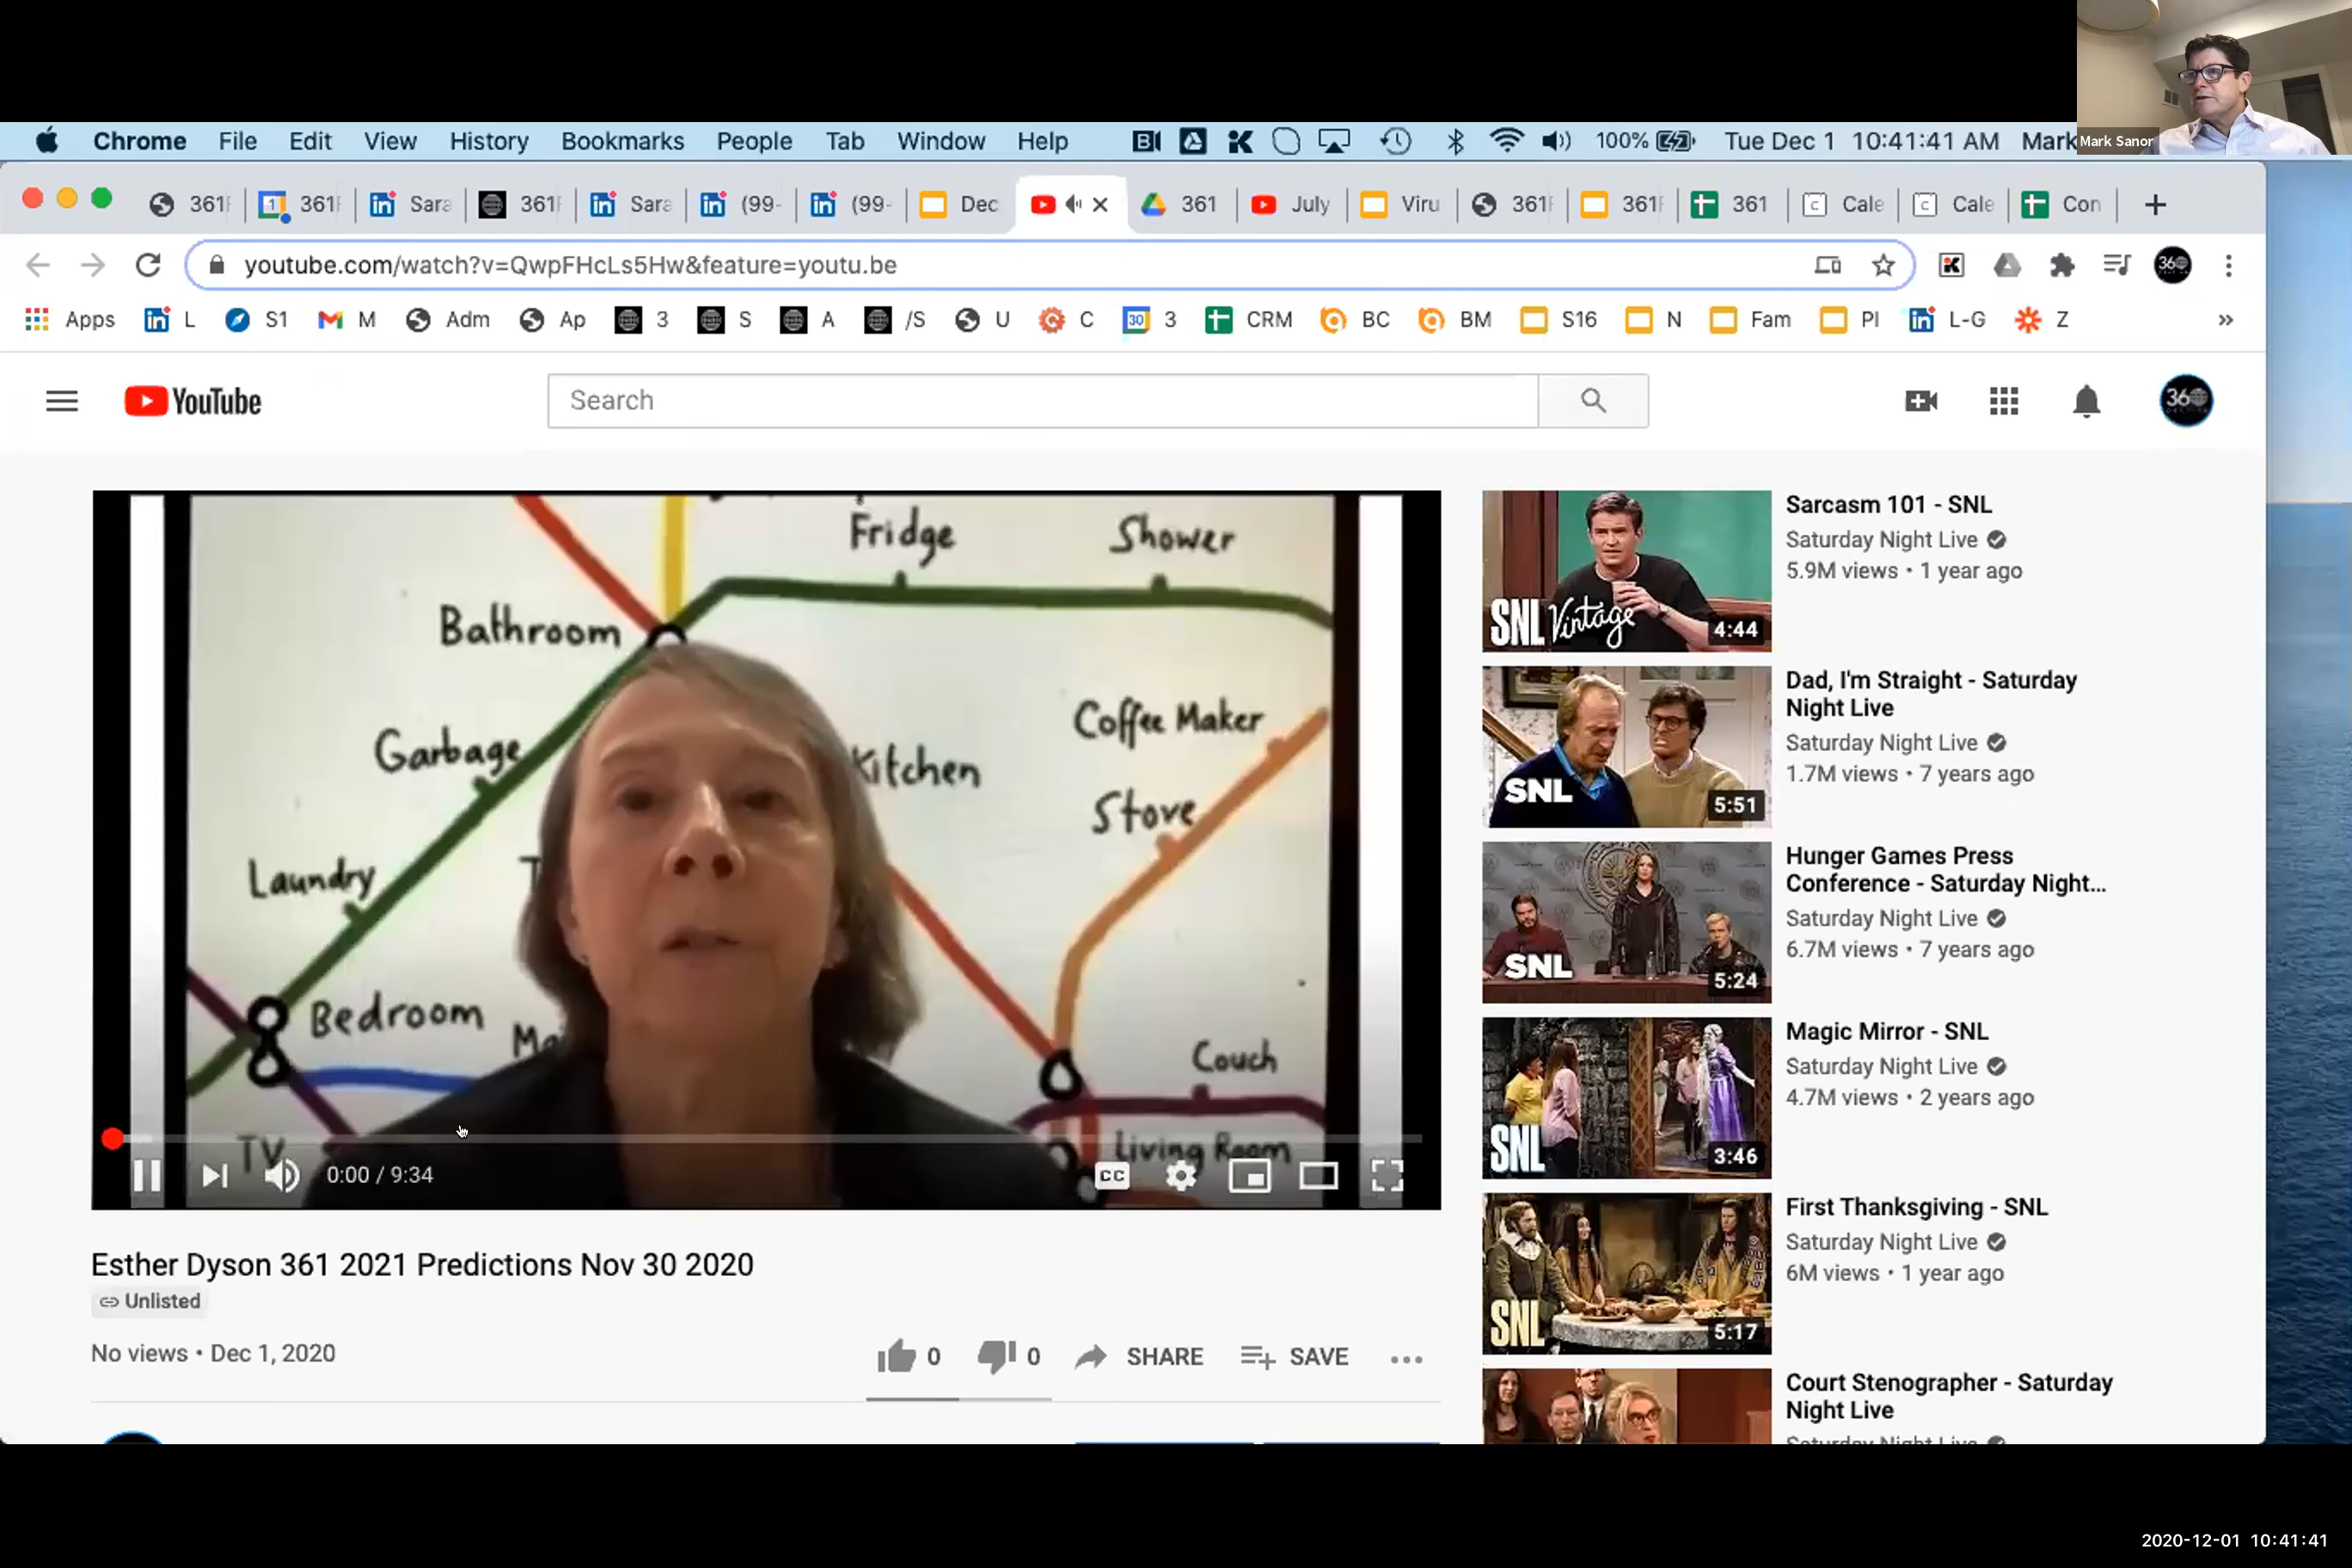 Mark Sanor
Chrome File Edit View History Bookmarks People Tab Window Help 100% Tue Dec 1 10:41:41 AM Mark
361 361 Sara 361 Sara (99- (99- Dec 361 July Viru 361 361 361 Cale Cale Con
youtube.com/watch?v=QwpFHcLs5Hw&feature=youtu.be
Apps L S1 M Adm Ap 3 S A /S U C 3 CRM BC BM S16 N Fam PI L-G Z
YouTube
Search
360
Fridge
Shower
Bathroom
Coffee Maker
Garbage
Kitchen
Stove
Laundry
Bedroom
Couch
TV
Living Room
0:00 / 9:34
CC
Esther Dyson 361 2021 Predictions Nov 30 2020
Unlisted
No views • Dec 1, 2020
0 0 SHARE SAVE
SNL Vintage
4:44
Sarcasm 101 - SNL
Saturday Night Live
5.9M views • 1 year ago
SNL
5:51
Dad, I'm Straight - Saturday
Night Live
Saturday Night Live
1.7M views • 7 years ago
SNL
5:24
Hunger Games Press
Conference - Saturday Night...
Saturday Night Live
6.7M views • 7 years ago
SNL
3:46
Magic Mirror - SNL
Saturday Night Live
4.7M views • 2 years ago
SNL
5:17
First Thanksgiving - SNL
Saturday Night Live
6M views • 1 year ago
Court Stenographer - Saturday
Night Live
Saturday Night Live
2020-12-01 10:41:41